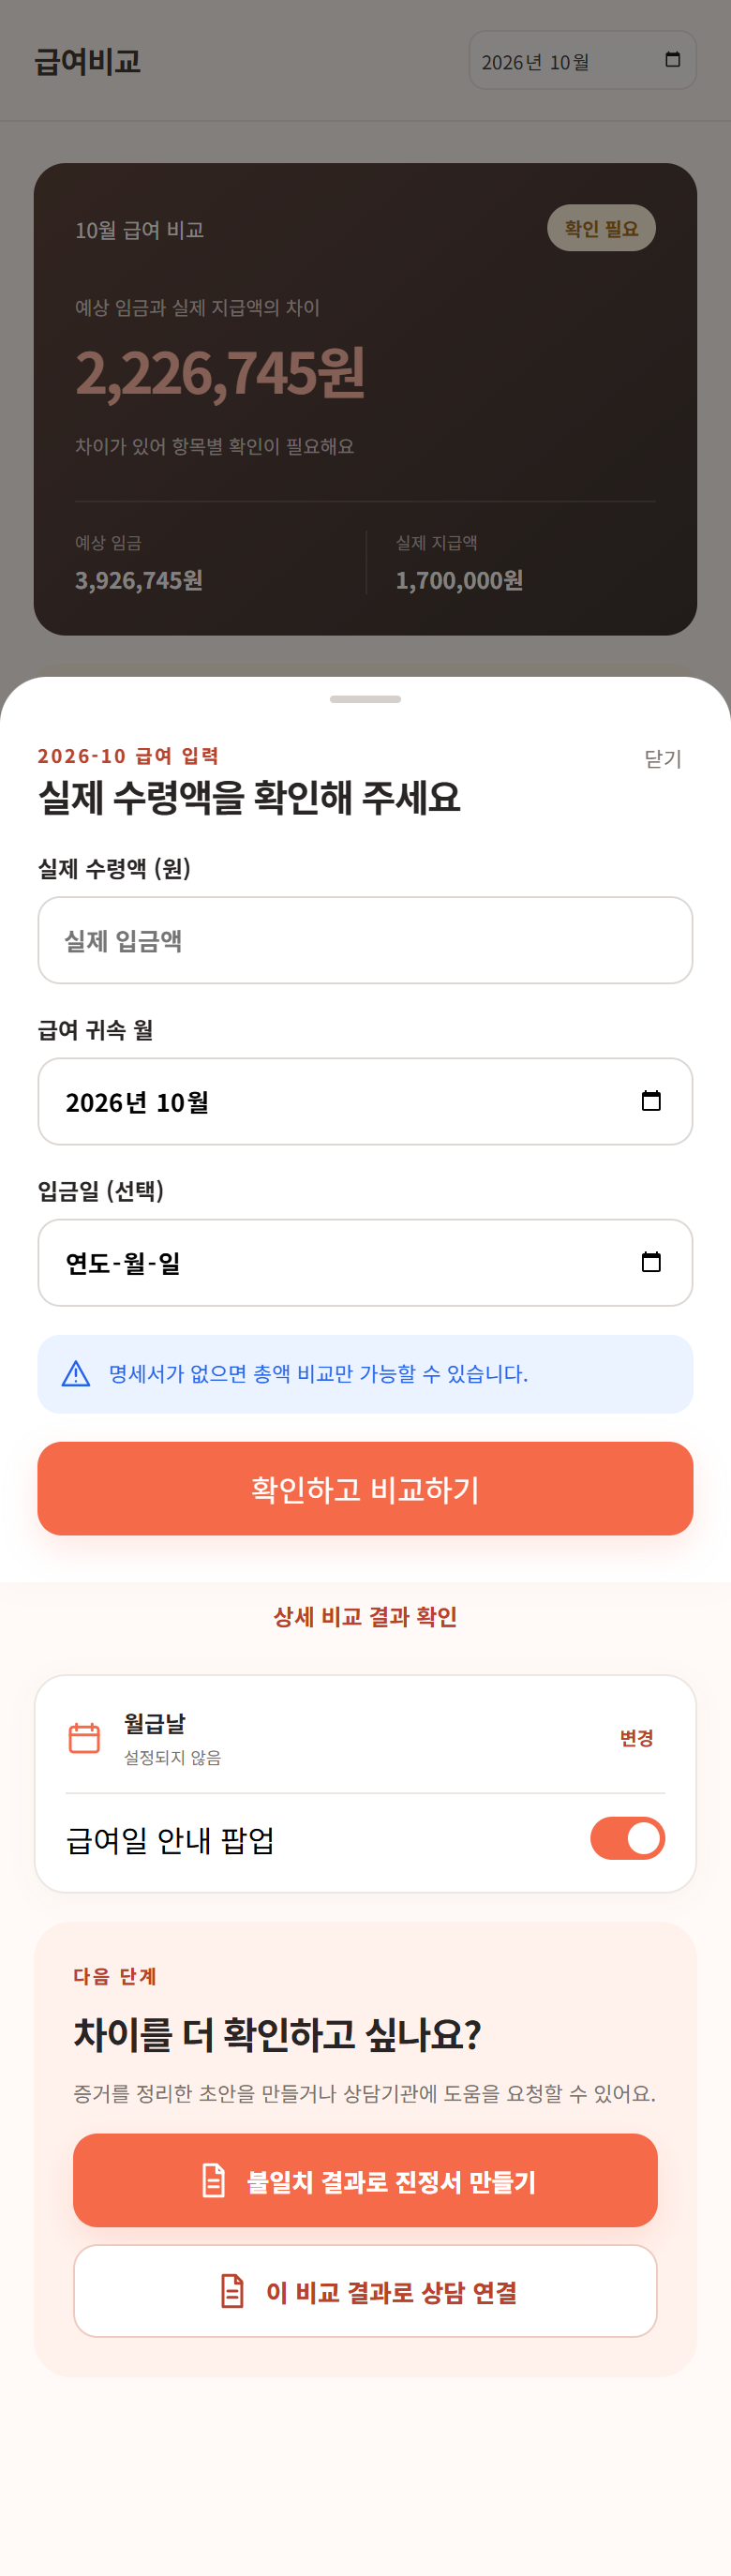 급여비교
2026년 10월
10월 급여 비교
확인 필요
예상 임금과 실제 지급액의 차이
2,226,745원
차이가 있어 항목별 확인이 필요해요
예상 임금
실제 지급액
3,926,745원
1,700,000원
2026-10 급여 입력
닫기
실제 수령액을 확인해 주세요
실제 수령액 (원)
실제 입금액
급여 귀속 월
2026년 10월
입금일 (선택)
연도-월-일
명세서가 없으면 총액 비교만 가능할 수 있습니다.
확인하고 비교하기
상세 비교 결과 확인
월급날
설정되지 않음
변경
급여일 안내 팝업
다음 단계
차이를 더 확인하고 싶나요?
증거를 정리한 초안을 만들거나 상담기관에 도움을 요청할 수 있어요.
불일치 결과로 진정서 만들기
이 비교 결과로 상담 연결